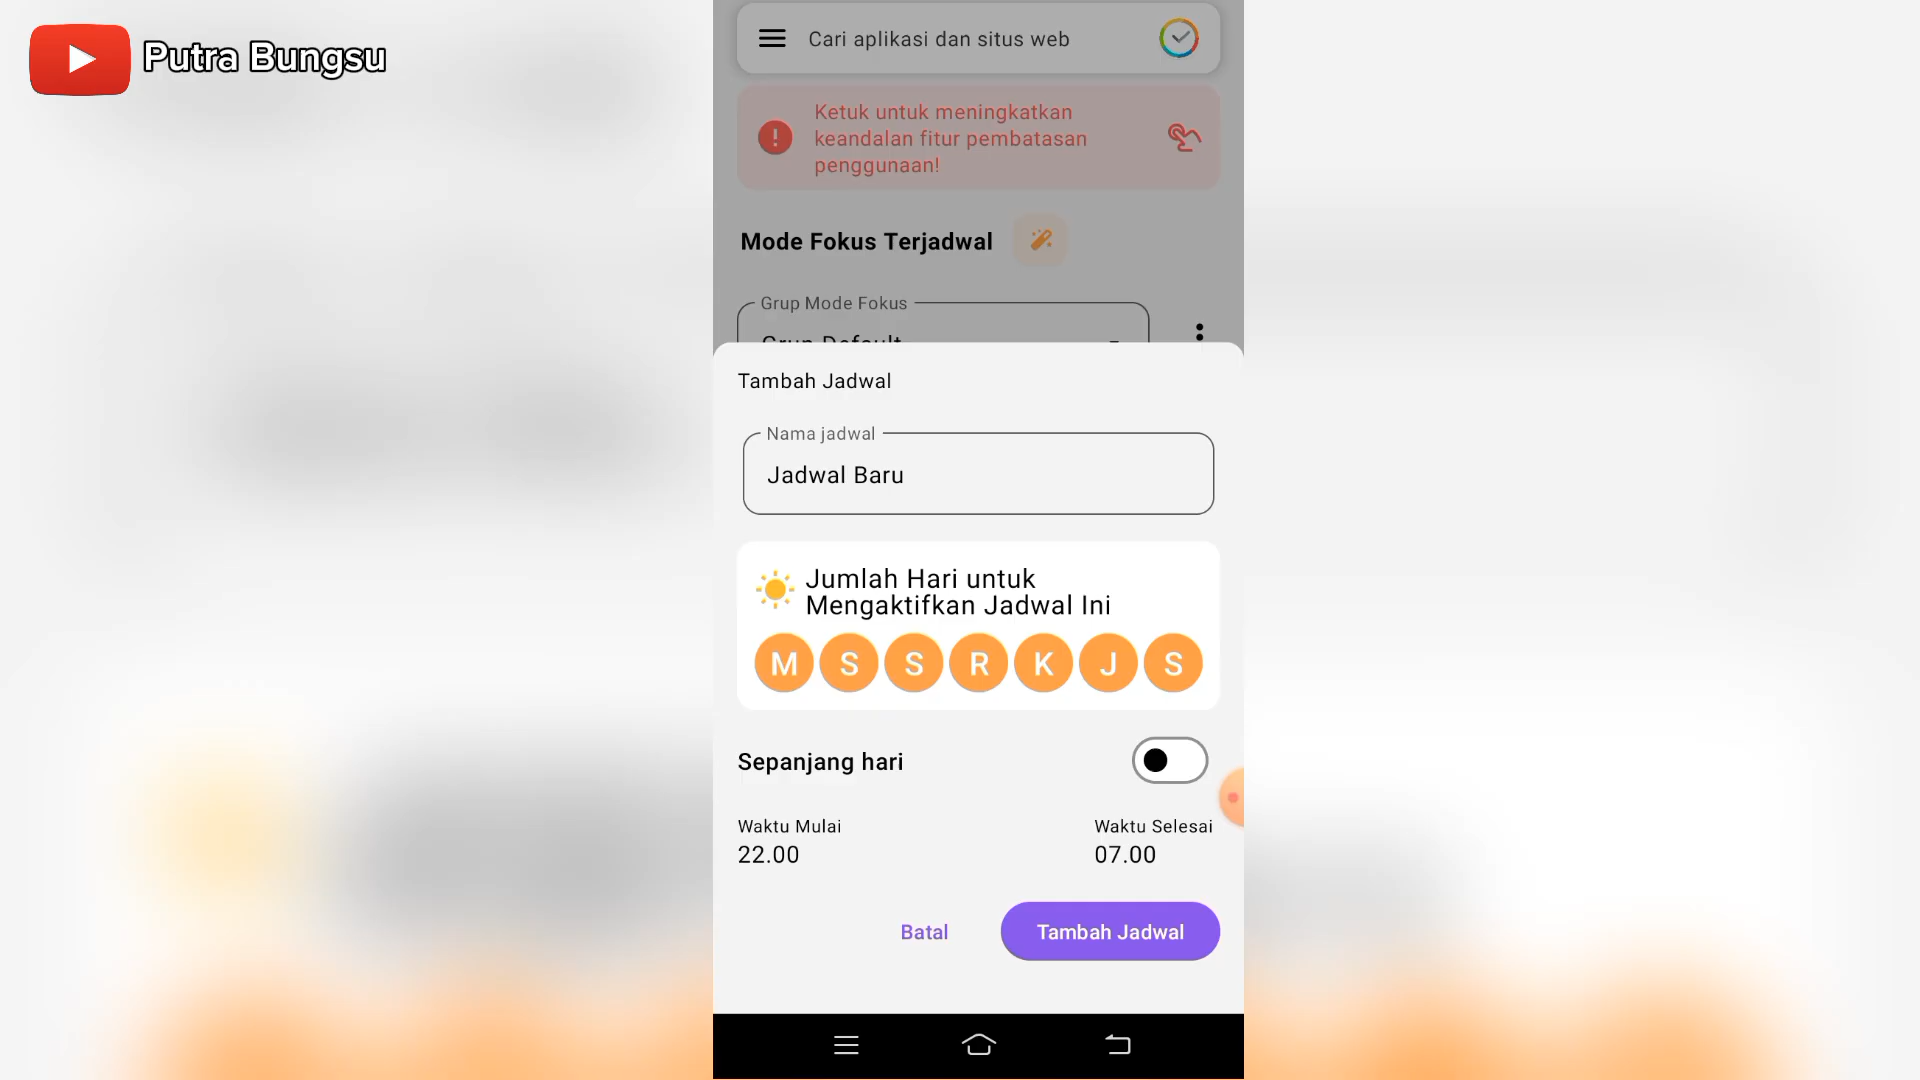 Putra Bungsu
Cari aplikasi dan situs web
Ketuk untuk meningkatkan
keandalan fitur pembatasan
penggunaan!
Mode Fokus Terjadwal
Grup Mode Fokus
Grup Default
Tambah Jadwal
Nama jadwal
Jadwal Baru
Jumlah Hari untuk
Mengaktifkan Jadwal Ini
M S S R K J S
Sepanjang hari
Waktu Mulai
22.00
Waktu Selesai
07.00
Batal
Tambah Jadwal